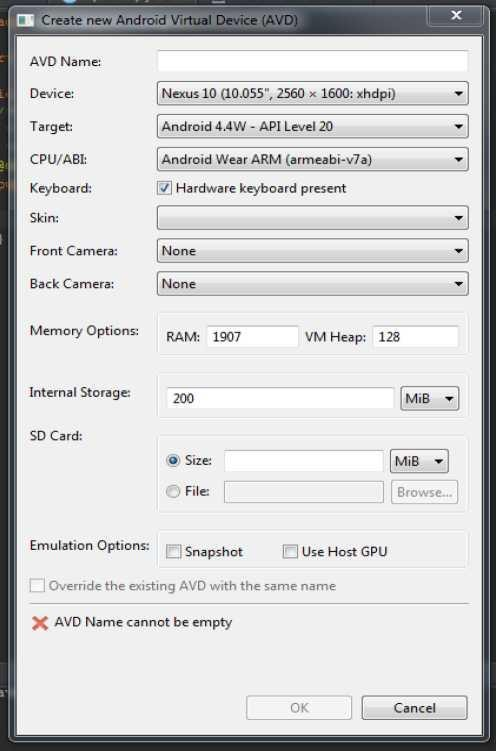 Create new Android Virtual Device (AVD)
AVD Name:
Device: Nexus 10 (10.055", 2560 × 1600: xhdpi)
Target: Android 4.4W - API Level 20
CPU/ABI: Android Wear ARM (armeabi-v7a)
Keyboard: Hardware keyboard present
Skin:
Front Camera: None
Back Camera: None
Memory Options: RAM: 1907 VM Heap: 128
Internal Storage: 200 MiB
SD Card:
Size: MiB
File: Browse...
Emulation Options: Snapshot Use Host GPU
Override the existing AVD with the same name
AVD Name cannot be empty
OK Cancel